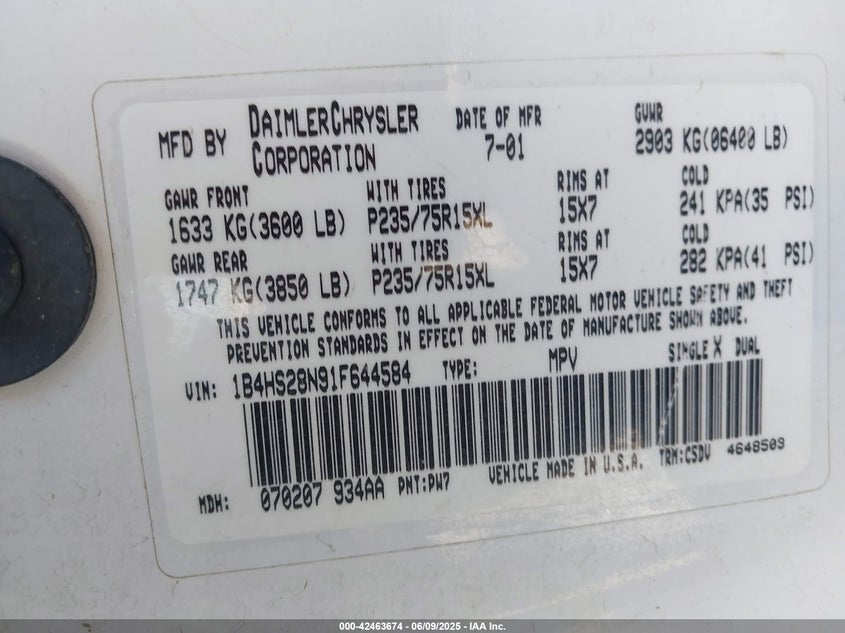 MFD BY DAIMLERCHRYSLER CORPORATION DATE OF MFR 7-01 GVWR 2903 KG(06400 LB)
GAWR FRONT WITH TIRES RIMS AT COLD
1633 KG(3600 LB) P235/75R15XL 15X7 241 KPA(35 PSI)
GAWR REAR WITH TIRES RIMS AT COLD
1747 KG(3850 LB) P235/75R15XL 15X7 282 KPA(41 PSI)
THIS VEHICLE CONFORMS TO ALL APPLICABLE FEDERAL MOTOR VEHICLE SAFETY AND THEFT
PREVENTION STANDARDS IN EFFECT ON THE DATE OF MANUFACTURE SHOWN ABOVE.
VIN: 1B4HS28N91F644584 TYPE: MPV SINGLE X DUAL
MDH: 070207 934AA PNT:PW7 VEHICLE MADE IN U.S.A. TRM:CSDV 4648509
000-42463674 - 06/09/2025 - IAA Inc.